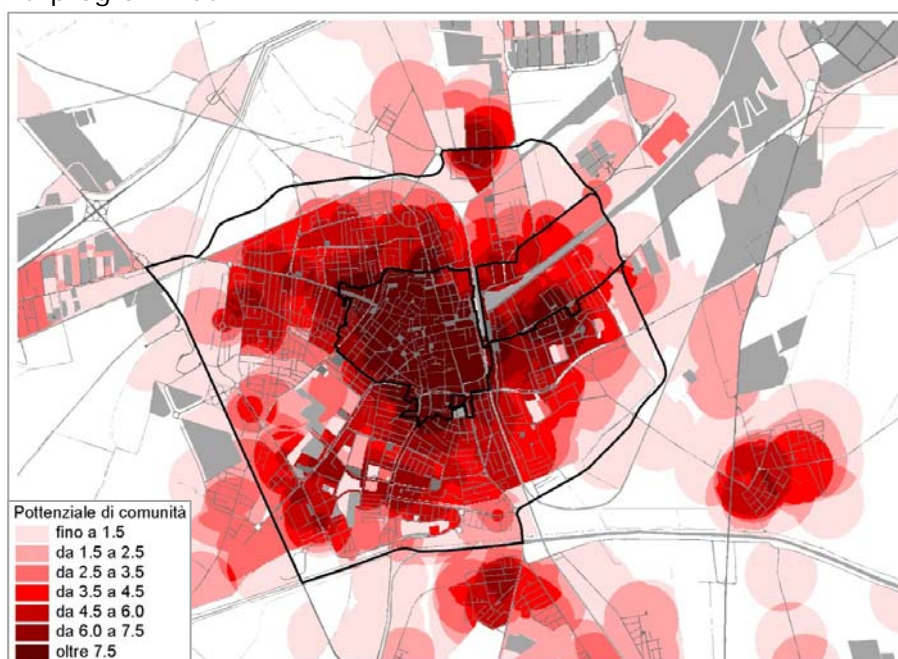 Pottenziale di comunità
fino a 1.5
da 1.5 a 2.5
da 2.5 a 3.5
da 3.5 a 4.5
da 4.5 a 6.0
da 6.0 a 7.5
oltre 7.5